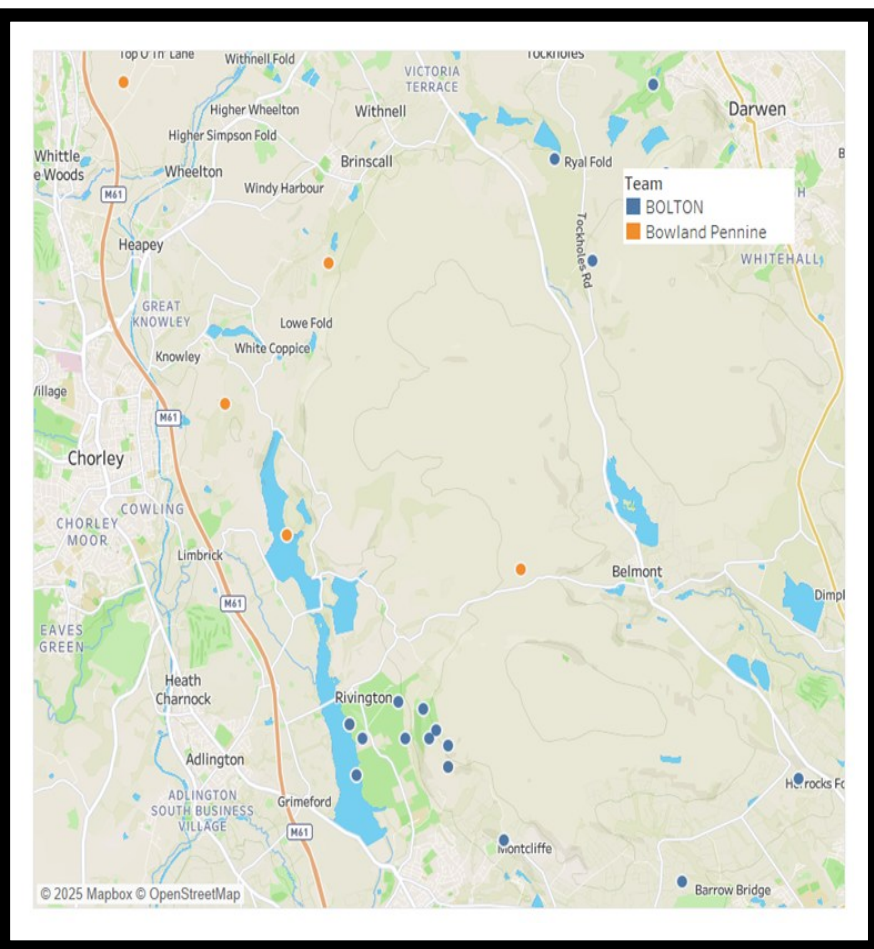 Top O Th' Lane
Withnell Fold
Tockholes
VICTORIA
TERRACE
Higher Wheelton
Withnell
Darwen
Higher Simpson Fold
Whittle
e Woods
Wheelton
Brinscall
Ryal Fold
B
Windy Harbour
M61
Team
BOLTON
Bowland Pennine
H
Heapey
Tockholes Rd
WHITEHALL
GREAT
KNOWLEY
Lowe Fold
White Coppice
Knowley
Village
M61
Chorley
COWLING
CHORLEY
MOOR
Limbrick
Belmont
Dimpl
M61
EAVES
GREEN
Heath
Charnock
Rivington
Adlington
ADLINGTON
SOUTH BUSINESS
VILLAGE
Grimeford
M61
Horrocks Fo
Montcliffe
Barrow Bridge
© 2025 Mapbox © OpenStreetMap